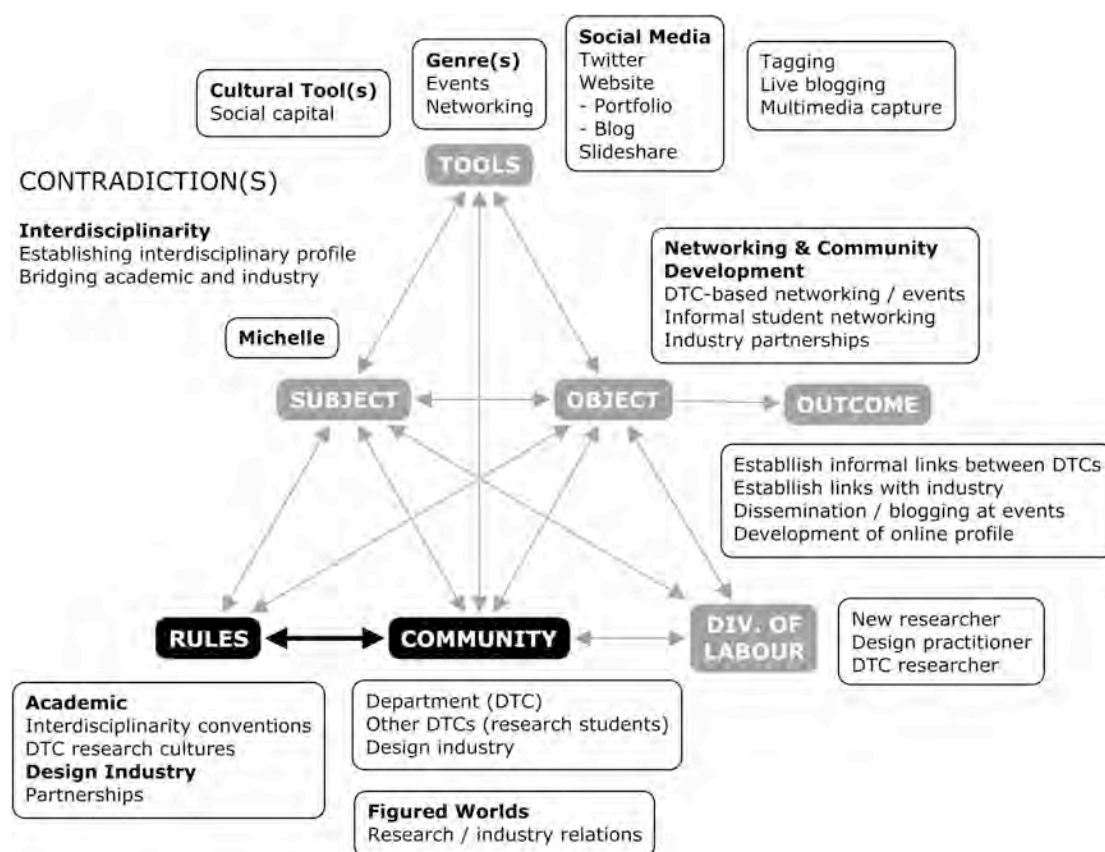 Social Media
Twitter
Website
- Portfolio
- Blog
Slideshare
Genre(s)
Events
Networking
Tagging
Live blogging
Multimedia capture
Cultural Tool(s)
Social capital
TOOLS
CONTRADICTION(S)
Interdisciplinarity
Establishing interdisciplinary profile
Bridging academic and industry
Networking & Community
Development
DTC-based networking / events
Informal student networking
Industry partnerships
Michelle
SUBJECT
OBJECT
OUTCOME
Establlish informal links between DTCs
Establlish links with industry
Dissemination / blogging at events
Development of online profile
RULES
COMMUNITY
DIV. OF
LABOUR
New researcher
Design practitioner
DTC researcher
Academic
Interdisciplinarity conventions
DTC research cultures
Design Industry
Partnerships
Department (DTC)
Other DTCs (research students)
Design industry
Figured Worlds
Research / industry relations